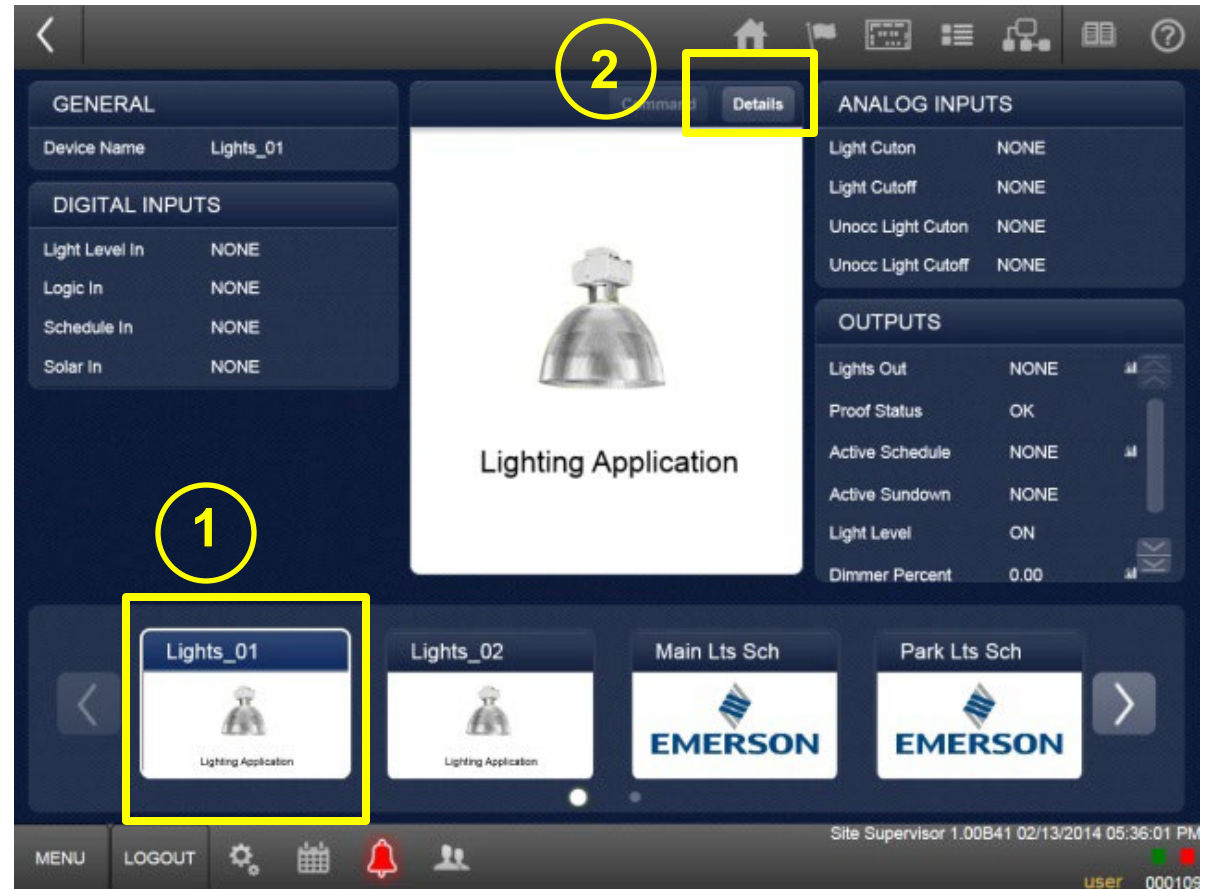 2
Command
Details
GENERAL
Device Name Lights_01
DIGITAL INPUTS
Light Level In NONE
Logic In NONE
Schedule In NONE
Solar In NONE
Lighting Application
ANALOG INPUTS
Light Cuton NONE
Light Cutoff NONE
Unocc Light Cuton NONE
Unocc Light Cutoff NONE
OUTPUTS
Lights Out NONE
Proof Status OK
Active Schedule NONE
Active Sundown NONE
Light Level ON
Dimmer Percent 0.00
1
Lights_01
Lighting Application
Lights_02
Lighting Application
Main Lts Sch
EMERSON
Park Lts Sch
EMERSON
MENU
LOGOUT
Site Supervisor 1.00B41 02/13/2014 05:36:01 PM
user 000109